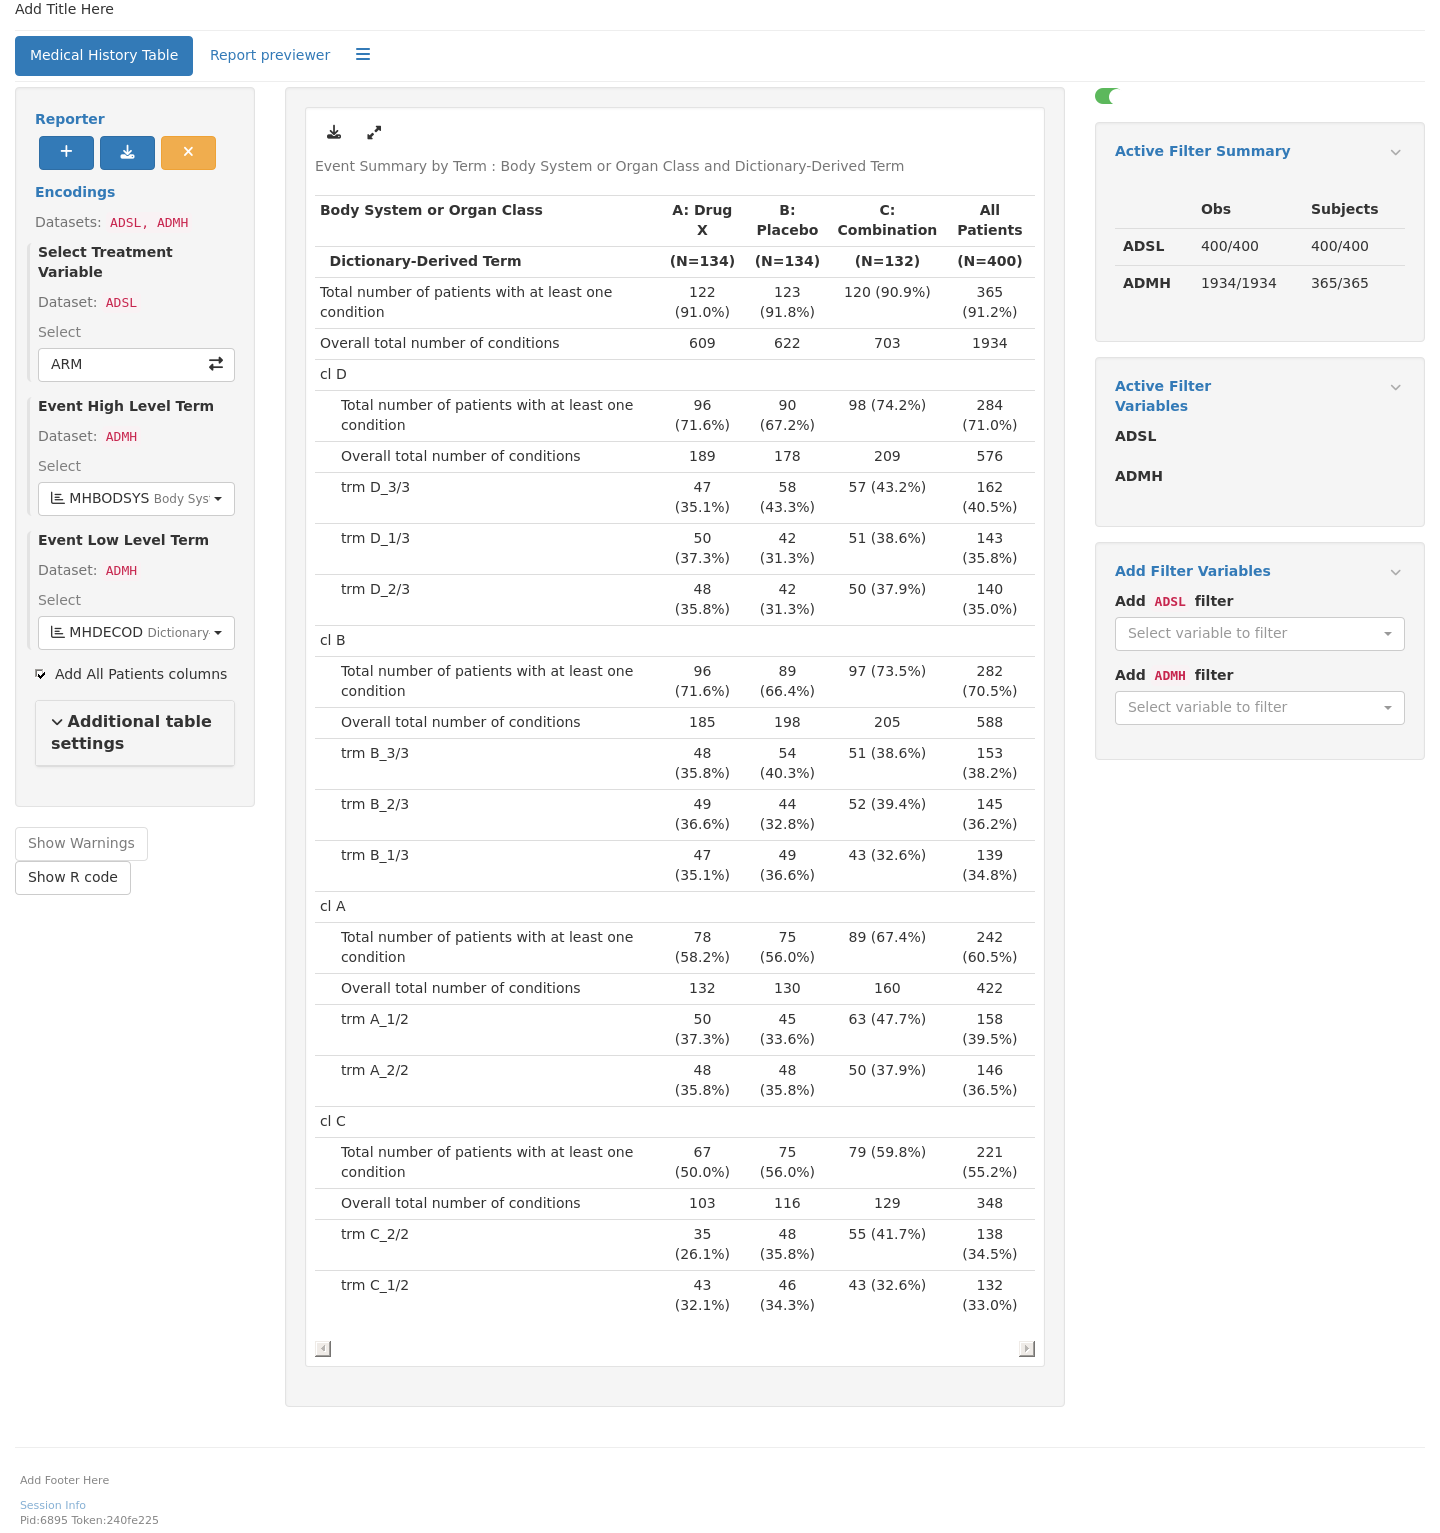 Add Title Here
Medical History Table Report previewer
Reporter
Encodings
Datasets: ADSL, ADMH
Select Treatment
Variable
Dataset: ADSL
Select
ARM
Event High Level Term
Dataset: ADMH
Select
MHBODSYS Body Sys
Event Low Level Term
Dataset: ADMH
Select
MHDECOD Dictionary
Add All Patients columns
Additional table
settings
Show Warnings
Show R code
Event Summary by Term : Body System or Organ Class and Dictionary-Derived Term
Body System or Organ Class A: Drug B: C: All
X Placebo Combination Patients
Dictionary-Derived Term (N=134) (N=134) (N=132) (N=400)
Total number of patients with at least one 122 123 120 (90.9%) 365
condition (91.0%) (91.8%) (91.2%)
Overall total number of conditions 609 622 703 1934
cl D
Total number of patients with at least one 96 90 98 (74.2%) 284
condition (71.6%) (67.2%) (71.0%)
Overall total number of conditions 189 178 209 576
trm D_3/3 47 58 57 (43.2%) 162
(35.1%) (43.3%) (40.5%)
trm D_1/3 50 42 51 (38.6%) 143
(37.3%) (31.3%) (35.8%)
trm D_2/3 48 42 50 (37.9%) 140
(35.8%) (31.3%) (35.0%)
cl B
Total number of patients with at least one 96 89 97 (73.5%) 282
condition (71.6%) (66.4%) (70.5%)
Overall total number of conditions 185 198 205 588
trm B_3/3 48 54 51 (38.6%) 153
(35.8%) (40.3%) (38.2%)
trm B_2/3 49 44 52 (39.4%) 145
(36.6%) (32.8%) (36.2%)
trm B_1/3 47 49 43 (32.6%) 139
(35.1%) (36.6%) (34.8%)
cl A
Total number of patients with at least one 78 75 89 (67.4%) 242
condition (58.2%) (56.0%) (60.5%)
Overall total number of conditions 132 130 160 422
trm A_1/2 50 45 63 (47.7%) 158
(37.3%) (33.6%) (39.5%)
trm A_2/2 48 48 50 (37.9%) 146
(35.8%) (35.8%) (36.5%)
cl C
Total number of patients with at least one 67 75 79 (59.8%) 221
condition (50.0%) (56.0%) (55.2%)
Overall total number of conditions 103 116 129 348
trm C_2/2 35 48 55 (41.7%) 138
(26.1%) (35.8%) (34.5%)
trm C_1/2 43 46 43 (32.6%) 132
(32.1%) (34.3%) (33.0%)
Active Filter Summary
Obs Subjects
ADSL 400/400 400/400
ADMH 1934/1934 365/365
Active Filter
Variables
ADSL
ADMH
Add Filter Variables
Add ADSL filter
Select variable to filter
Add ADMH filter
Select variable to filter
Add Footer Here
Session Info
Pid:6895 Token:240fe225